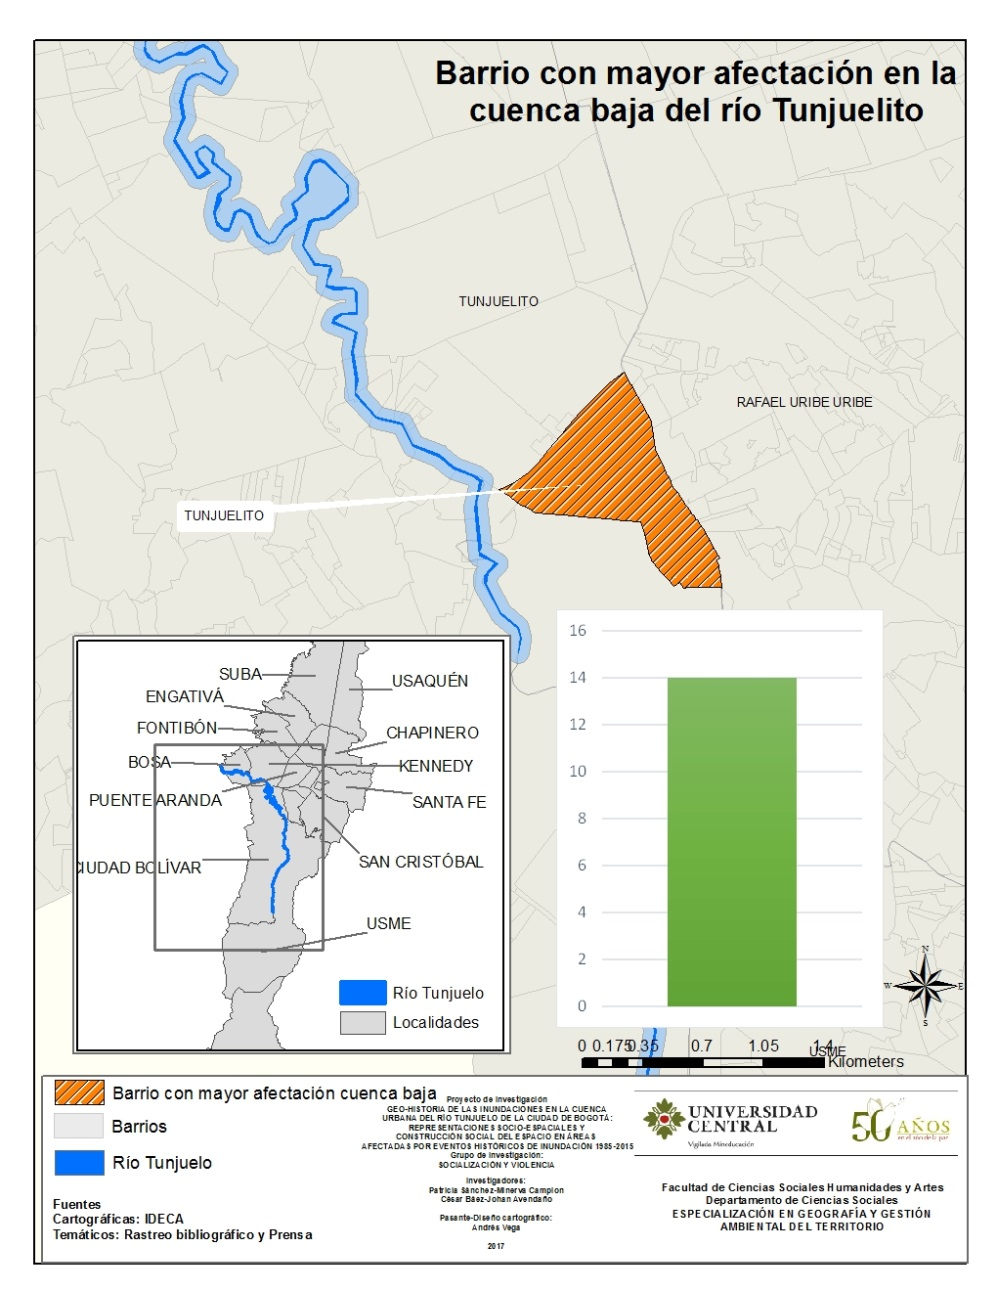 Barrio con mayor afectación en la
cuenca baja del río Tunjuelito
TUNJUELITO
RAFAEL URIBE URIBE
TUNJUELITO
SUBA
USAQUÉN
ENGATIVÁ
FONTIBÓN
CHAPINERO
BOSA
KENNEDY
PUENTE ARANDA
SANTA FE
SAN CRISTÓBAL
CIUDAD BOLÍVAR
USME
Río Tunjuelo
Localidades
16
14
12
10
8
6
4
2
0
N
W
E
S
0 0.175 0.35 0.7 1.05 1.4
USME
Kilometers
Barrio con mayor afectación cuenca baja
Barrios
Río Tunjuelo
Fuentes
Cartográficas: IDECA
Temáticos: Rastreo bibliográfico y Prensa
Proyecto de Investigación
GEO-HISTORIA DE LAS INUNDACIONES EN LA CUENCA
URBANA DEL RÍO TUNJUELO DE LA CIUDAD DE BOGOTÁ:
REPRESENTACIONES SOCIO-ESPACIALES Y
CONSTRUCCIÓN SOCIAL DEL ESPACIO EN ÁREAS
AFECTADAS POR EVENTOS HISTÓRICOS DE INUNDACIÓN 1985-2015
Grupo de Investigación:
SOCIALIZACIÓN Y VIOLENCIA
Investigadores:
Patricia Sánchez-Minerva Campion
César Báez-Johan Avendaño
Pasante-Diseño cartográfico:
Andrés Vega
2017
UNIVERSIDAD
CENTRAL
Vigilada Mineducación
50 AÑOS
Facultad de Ciencias Sociales Humanidades y Artes
Departamento de Ciencias Sociales
ESPECIALIZACIÓN EN GEOGRAFÍA Y GESTIÓN
AMBIENTAL DEL TERRITORIO